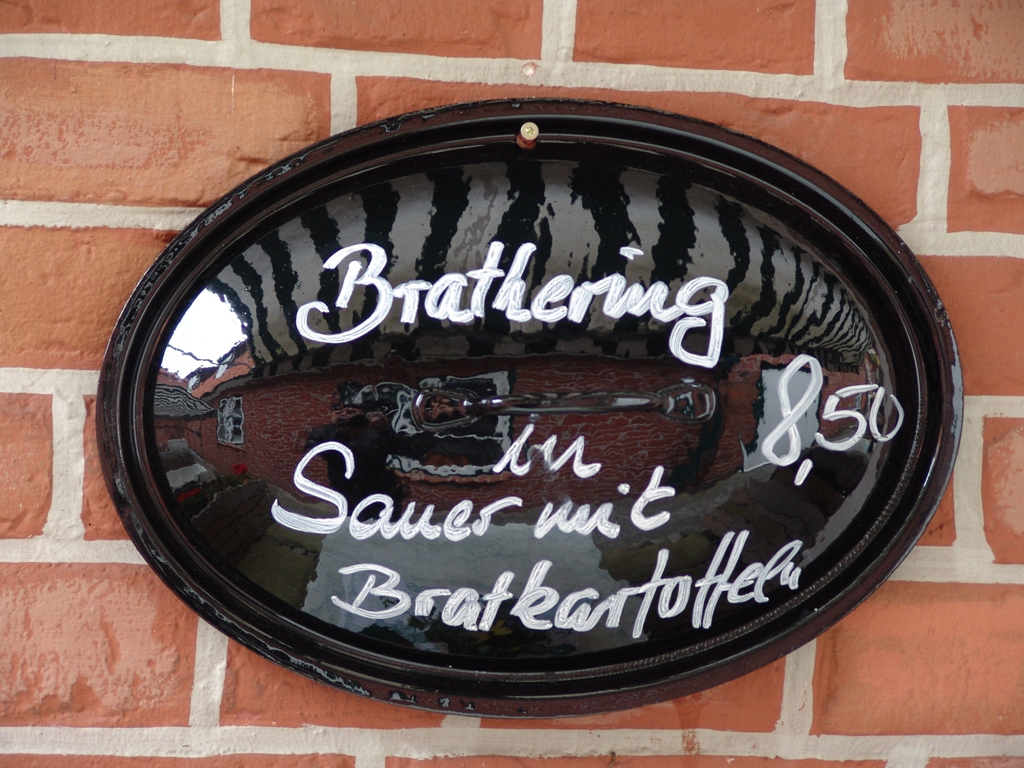 Brathering
8,50
in
Sauer mit
Bratkartoffeln